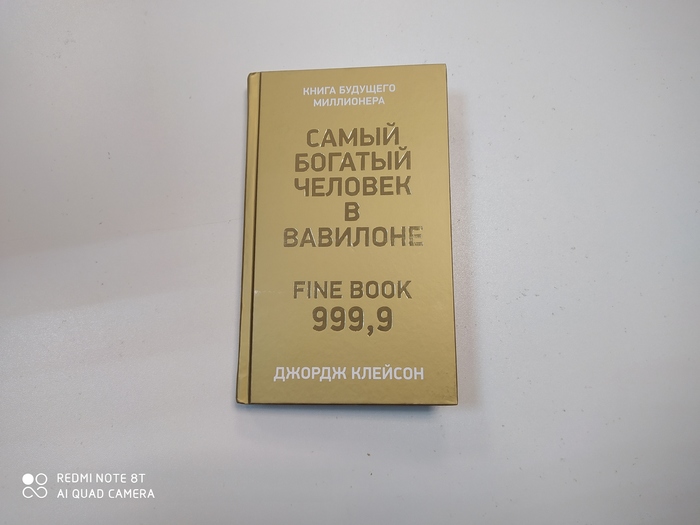 КНИГА БУДУЩЕГО
МИЛЛИОНЕРА
САМЫЙ
БОГАТЫЙ
ЧЕЛОВЕК
В
ВАВИЛОНЕ
FINE BOOK
999,9
ДЖОРДЖ КЛЕЙСОН
REDMI NOTE 8T
AI QUAD CAMERA